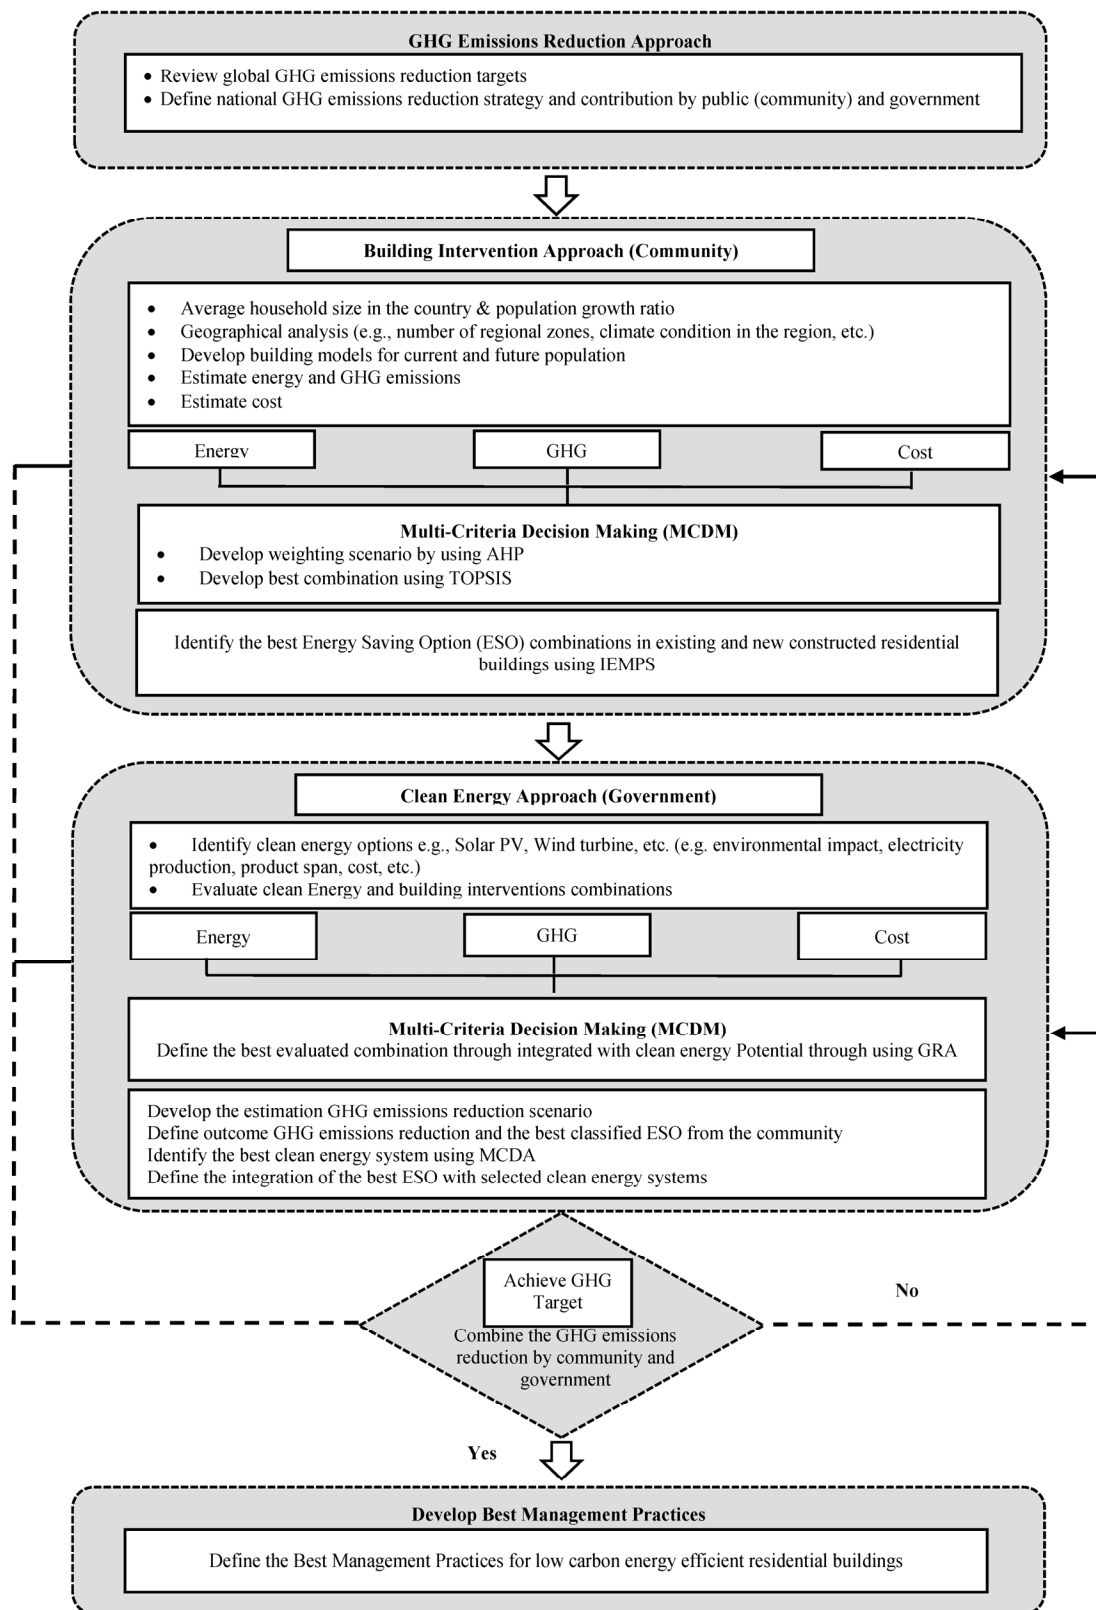 GHG Emissions Reduction Approach
• Review global GHG emissions reduction targets
• Define national GHG emissions reduction strategy and contribution by public (community) and government
Building Intervention Approach (Community)
• Average household size in the country & population growth ratio
• Geographical analysis (e.g., number of regional zones, climate condition in the region, etc.)
• Develop building models for current and future population
• Estimate energy and GHG emissions
• Estimate cost
Energy
GHG
Cost
Multi-Criteria Decision Making (MCDM)
• Develop weighting scenario by using AHP
• Develop best combination using TOPSIS
Identify the best Energy Saving Option (ESO) combinations in existing and new constructed residential
buildings using IEMPS
Clean Energy Approach (Government)
• Identify clean energy options e.g., Solar PV, Wind turbine, etc. (e.g. environmental impact, electricity
production, product span, cost, etc.)
• Evaluate clean Energy and building interventions combinations
Energy
GHG
Cost
Multi-Criteria Decision Making (MCDM)
Define the best evaluated combination through integrated with clean energy Potential through using GRA
Develop the estimation GHG emissions reduction scenario
Define outcome GHG emissions reduction and the best classified ESO from the community
Identify the best clean energy system using MCDA
Define the integration of the best ESO with selected clean energy systems
Achieve GHG
Target
No
Combine the GHG emissions
reduction by community and
government
Yes
Develop Best Management Practices
Define the Best Management Practices for low carbon energy efficient residential buildings